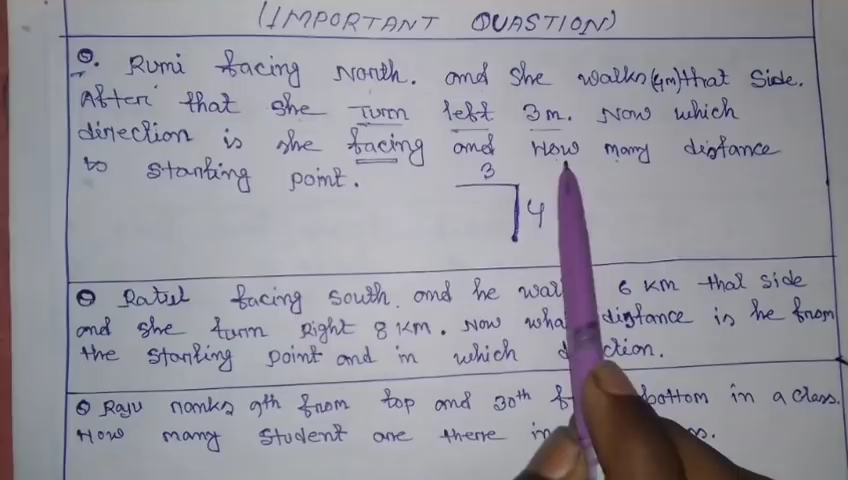 (IMPORTANT QUASTION)
Q. Rumi facing North. and she walks (4m) that side.
After that she Turn left 3m. Now which
direction is she facing and How many distance
to starting point.
3
4
Q Ratul facing south. and he 6 KM that side
and she turn Right 8 KM. Now distance is he from
the starting point and in which
Q Raju ranks 9th from top and 30th bottom in a class.
How many student are there in